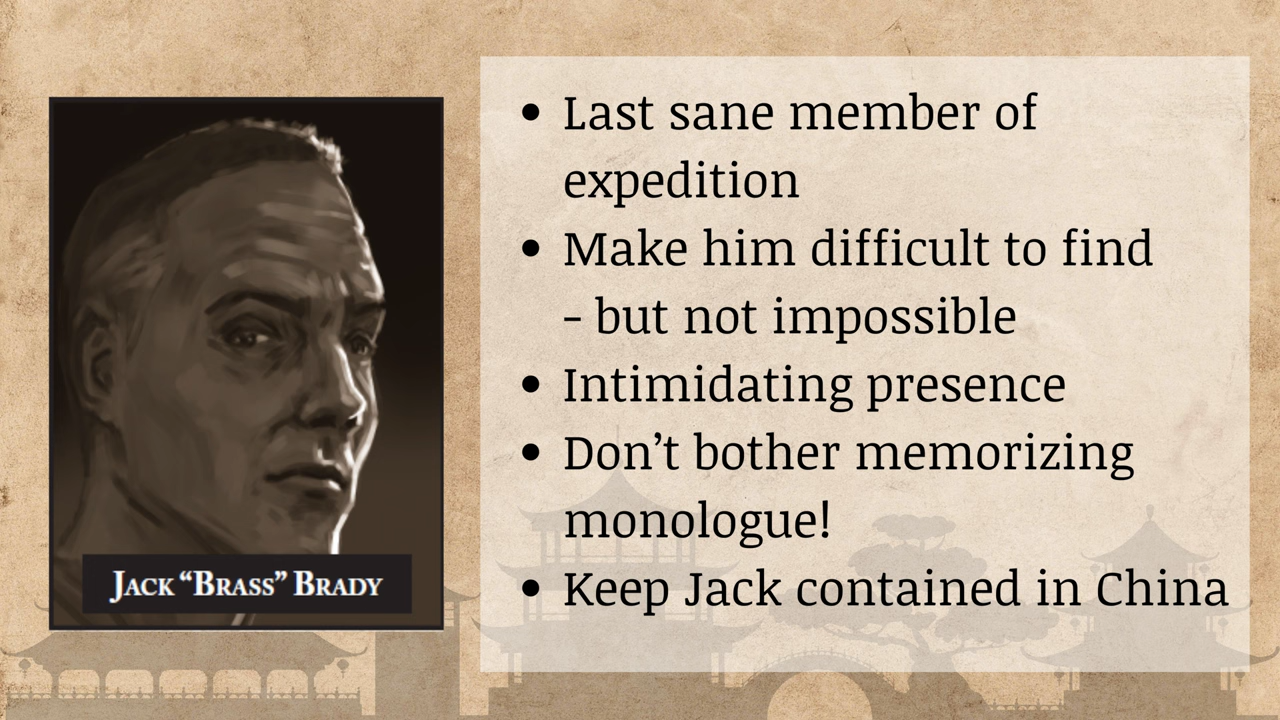 Jack “Brass” Brady
• Last sane member of
expedition
• Make him difficult to find
- but not impossible
• Intimidating presence
• Don’t bother memorizing
monologue!
• Keep Jack contained in China